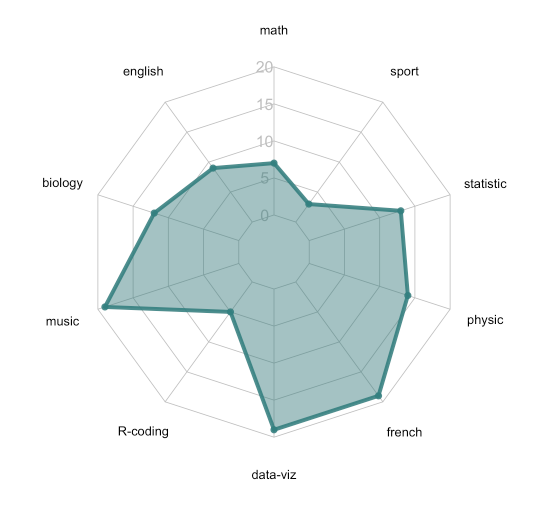 math
english
sport
20
15
10
5
0
biology
statistic
music
physic
R-coding
french
data-viz